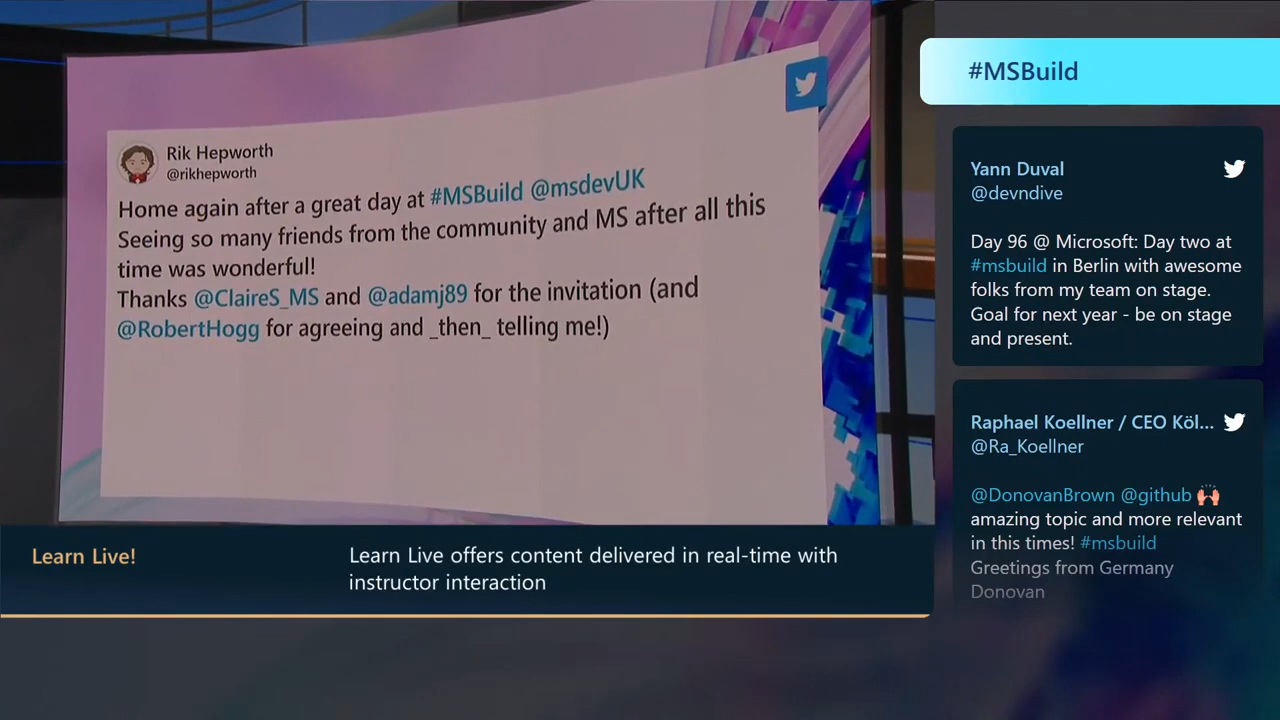 Rik Hepworth
@rikhepworth
Home again after a great day at #MSBuild @msdevUK
Seeing so many friends from the community and MS after all this
time was wonderful!
Thanks @ClaireS_MS and @adamj89 for the invitation (and
@RobertHogg for agreeing and _then_ telling me!)
#MSBuild
Yann Duval
@devndive
Day 96 @ Microsoft: Day two at
#msbuild in Berlin with awesome
folks from my team on stage.
Goal for next year - be on stage
and present.
Raphael Koellner / CEO Köl...
@Ra_Koellner
@DonovanBrown @github 🙌🏻
amazing topic and more relevant
in this times! #msbuild
Greetings from Germany
Donovan
Learn Live!
Learn Live offers content delivered in real-time with
instructor interaction